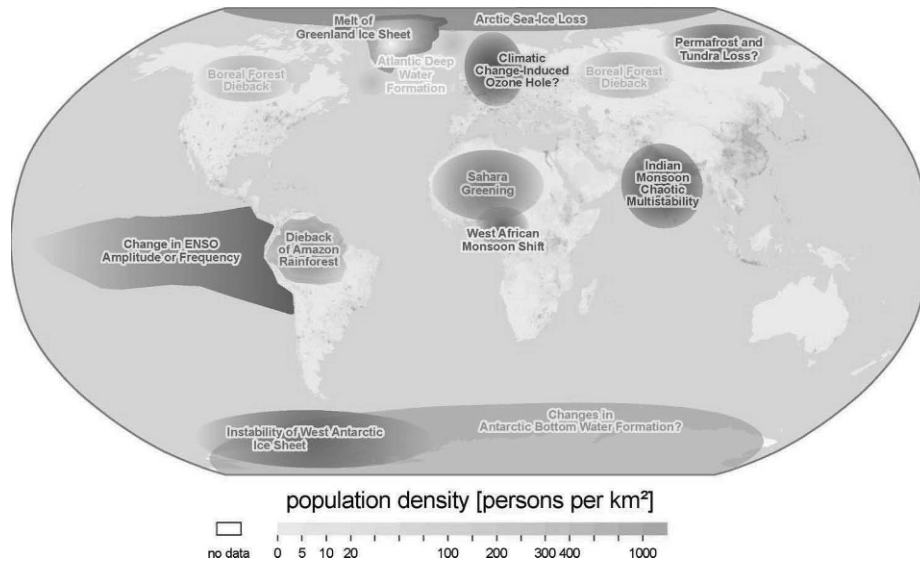 Melt of
Greenland Ice Sheet
Arctic Sea-Ice Loss
Permafrost and
Tundra Loss?
Atlantic Deep
Water
Formation
Climatic
Change-Induced
Ozone Hole?
Boreal Forest
Dieback
Boreal Forest
Dieback
Sahara
Greening
Indian
Monsoon
Chaotic
Multistability
West African
Monsoon Shift
Change in ENSO
Amplitude or Frequency
Dieback
of Amazon
Rainforest
Instability of West Antarctic
Ice Sheet
Changes in
Antarctic Bottom Water Formation?
population density [persons per km²]
no data
0 5 10 20 100 200 300 400 1000